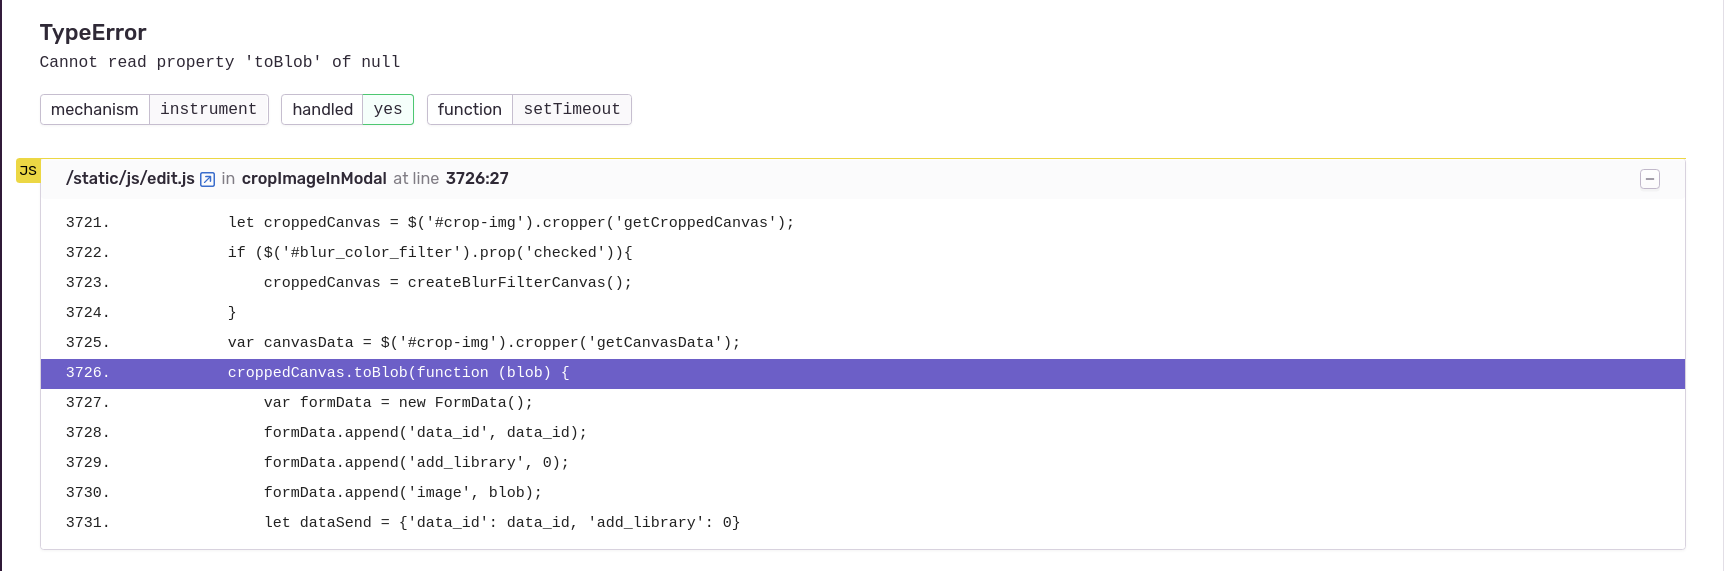 TypeError
Cannot read property 'toBlob' of null
mechanism instrument handled yes function setTimeout
JS
/static/js/edit.js in cropImageInModal at line 3726:27
3721. let croppedCanvas = $('#crop-img').cropper('getCroppedCanvas');
3722. if ($('#blur_color_filter').prop('checked')){
3723. croppedCanvas = createBlurFilterCanvas();
3724. }
3725. var canvasData = $('#crop-img').cropper('getCanvasData');
3726. croppedCanvas.toBlob(function (blob) {
3727. var formData = new FormData();
3728. formData.append('data_id', data_id);
3729. formData.append('add_library', 0);
3730. formData.append('image', blob);
3731. let dataSend = {'data_id': data_id, 'add_library': 0}